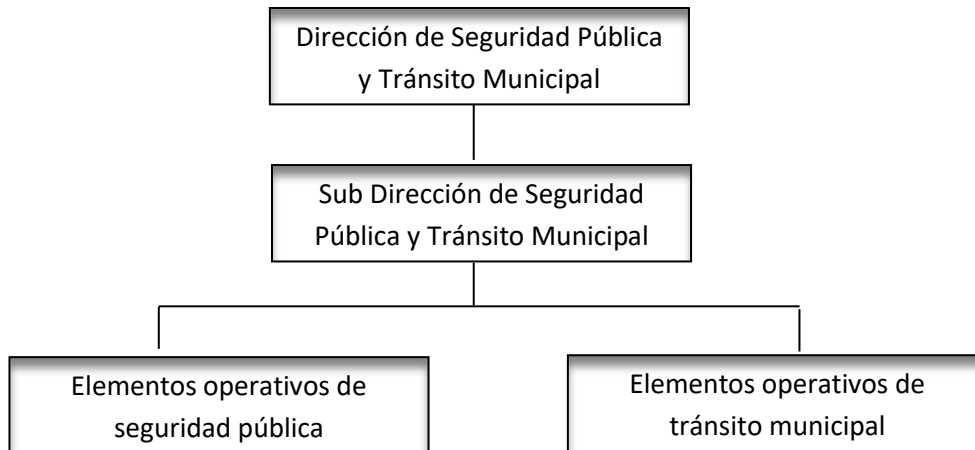 Dirección de Seguridad Pública
y Tránsito Municipal
Sub Dirección de Seguridad
Pública y Tránsito Municipal
Elementos operativos de
seguridad pública
Elementos operativos de
tránsito municipal